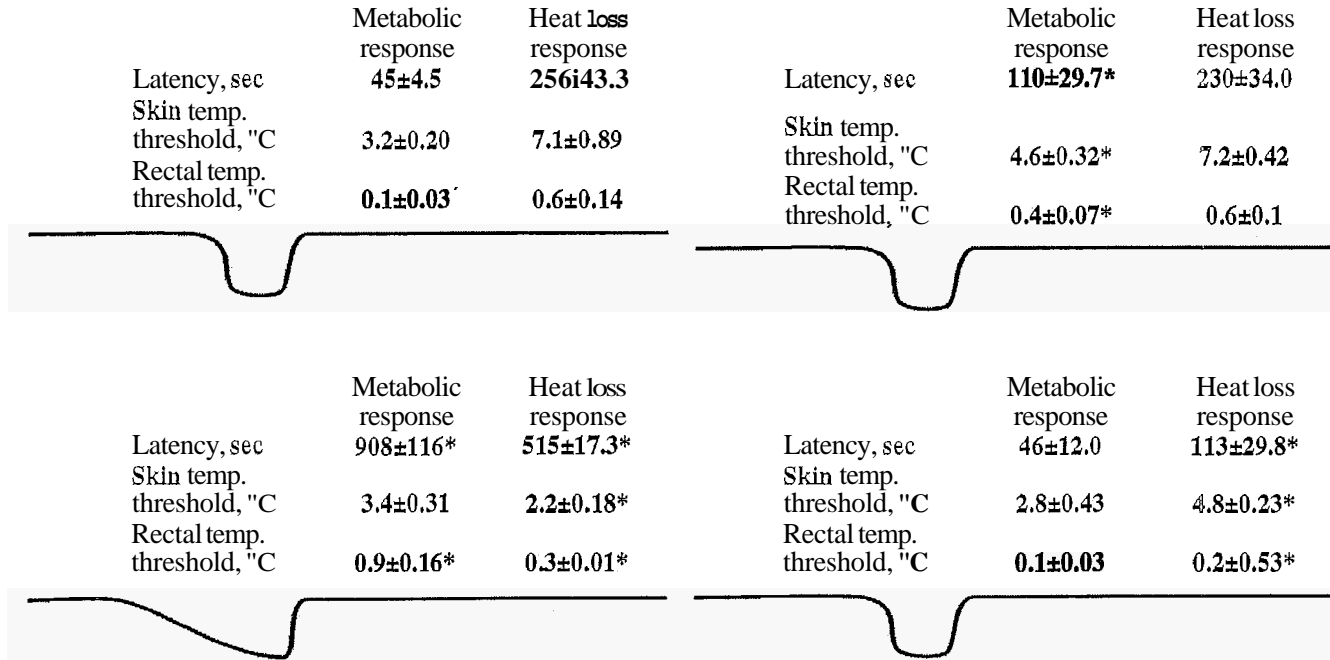 Metabolic Heat loss
response response
Latency, sec 45±4.5 256i43.3
Skin temp.
threshold, "C 3.2±0.20 7.1±0.89
Rectal temp.
threshold, "C 0.1±0.03 0.6±0.14
Metabolic Heat loss
response response
Latency, sec 110±29.7* 230±34.0
Skin temp.
threshold, "C 4.6±0.32* 7.2±0.42
Rectal temp.
threshold, "C 0.4±0.07* 0.6±0.1
Metabolic Heat loss
response response
Latency, sec 908±116* 515±17.3*
Skin temp.
threshold, "C 3.4±0.31 2.2±0.18*
Rectal temp.
threshold, "C 0.9±0.16* 0.3±0.01*
Metabolic Heat loss
response response
Latency, sec 46±12.0 113±29.8*
Skin temp.
threshold, "C 2.8±0.43 4.8±0.23*
Rectal temp.
threshold, "C 0.1±0.03 0.2±0.53*